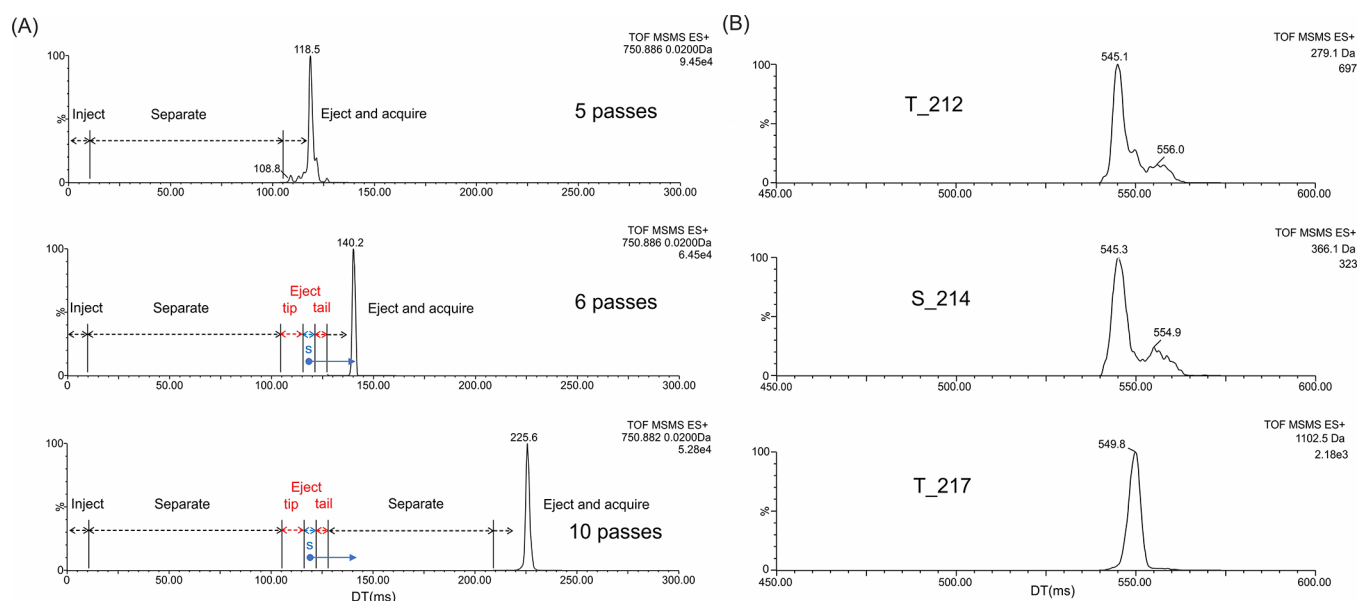 (A)
TOF MSMS ES+
750.886 0.0200Da
9.45e4
118.5
100
Inject
Separate
Eject and acquire
5 passes
%
108.8
0
0
50.00
100.00
150.00
200.00
250.00
300.00
TOF MSMS ES+
750.886 0.0200Da
6.45e4
140.2
100
Eject
Inject
Separate
tip
tail
Eject and acquire
6 passes
%
S
0
0
50.00
100.00
150.00
200.00
250.00
300.00
TOF MSMS ES+
750.882 0.0200Da
5.28e4
225.6
100
Eject
Inject
Separate
tip
tail
Separate
Eject and acquire
10 passes
%
S
0
0
50.00
100.00
150.00
200.00
250.00
300.00
DT(ms)
(B)
TOF MSMS ES+
279.1 Da
697
545.1
100
T_212
%
556.0
0
450.00
500.00
550.00
600.00
TOF MSMS ES+
366.1 Da
323
545.3
100
S_214
%
554.9
0
450.00
500.00
550.00
600.00
TOF MSMS ES+
1102.5 Da
2.18e3
549.8
100
T_217
%
0
450.00
500.00
550.00
600.00
DT(ms)